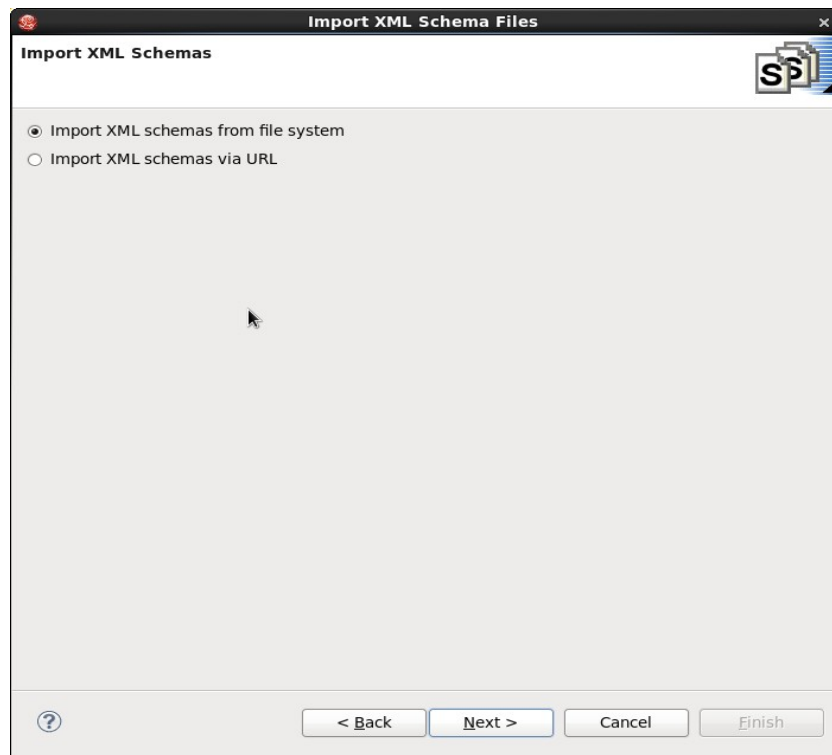 Import XML Schema Files
Import XML Schemas
SS
Import XML schemas from file system
Import XML schemas via URL
?
< Back
Next >
Cancel
Finish